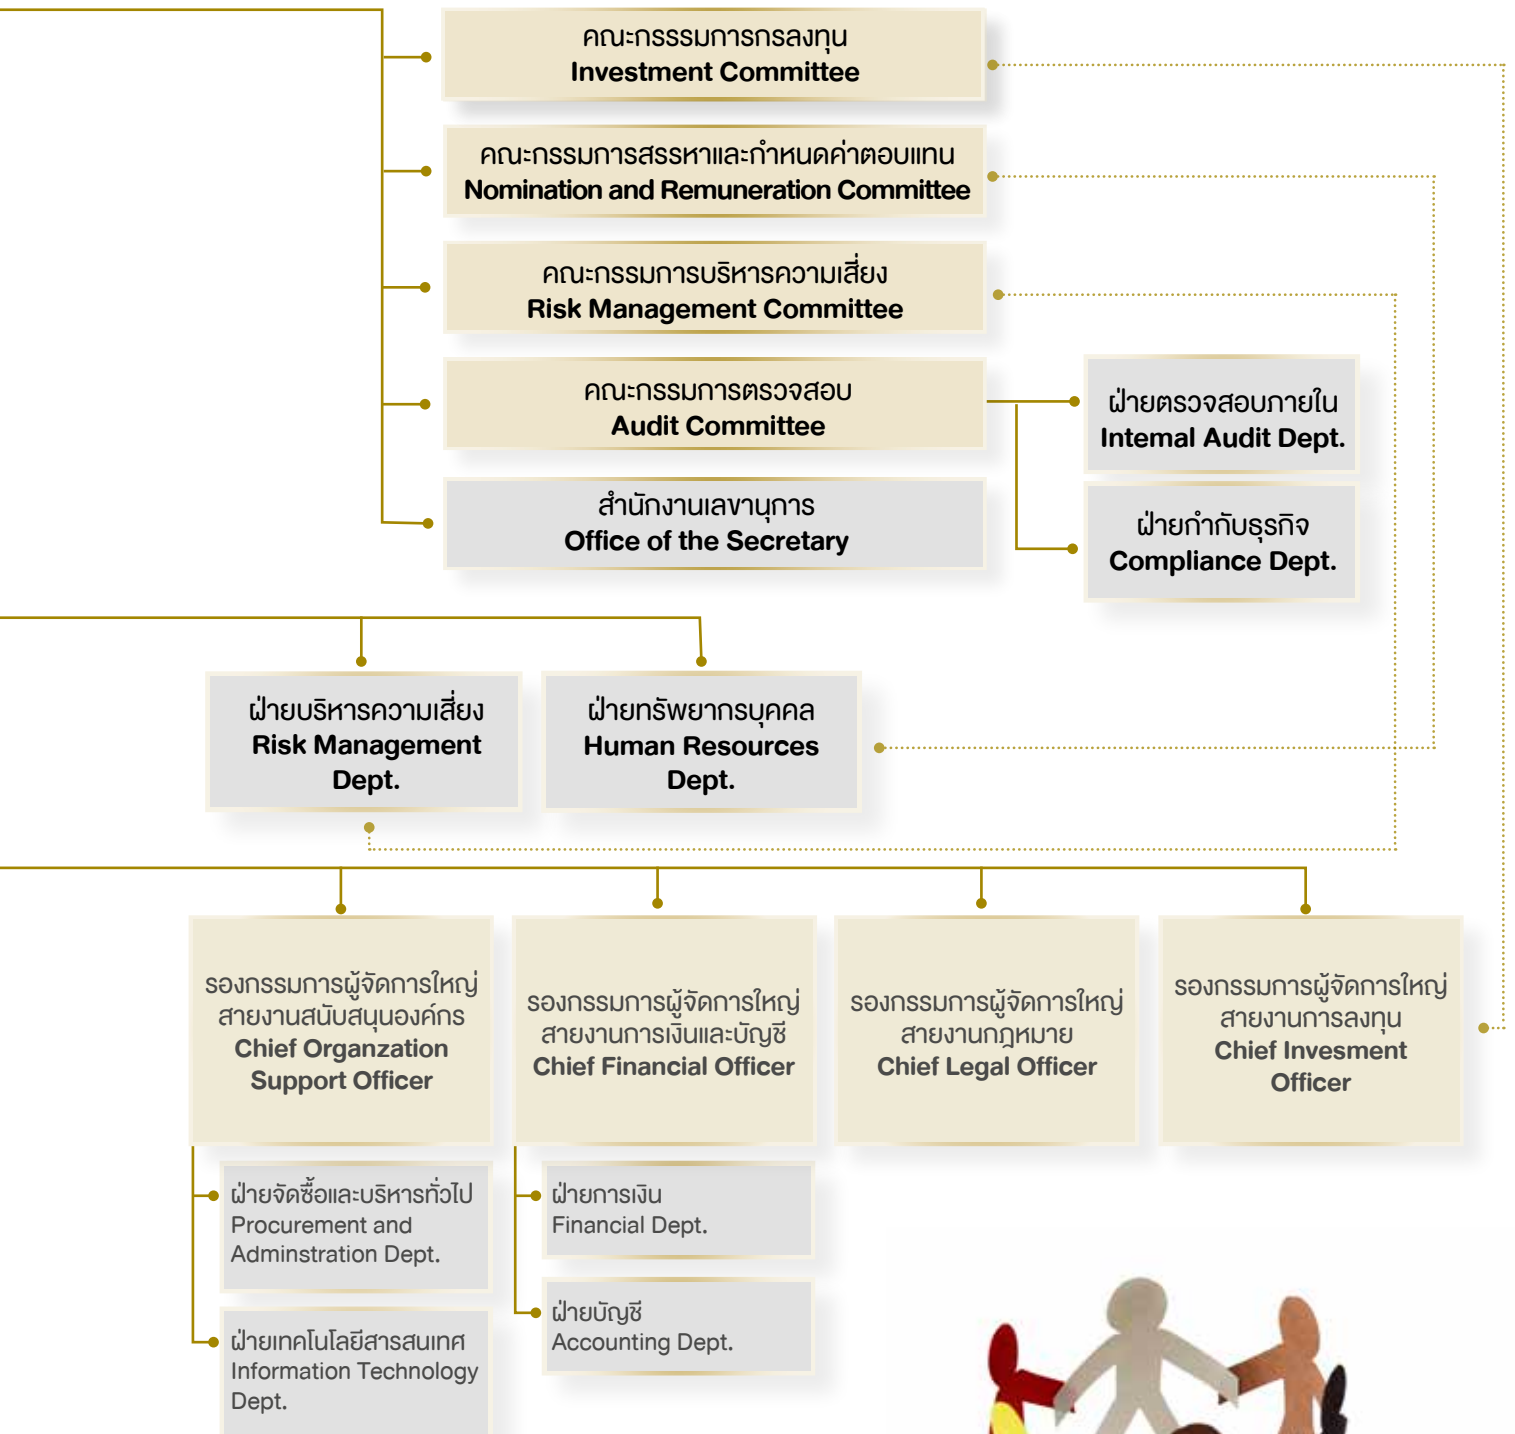 คณะกรรรมการกรลงทุน
Investment Committee
คณะกรรมการสรรหาและกำหนดค่าตอบแทน
Nomination and Remuneration Committee
คณะกรรมการบริหารความเสี่ยง
Risk Management Committee
คณะกรรมการตรวจสอบ
Audit Committee
ฝ่ายตรวจสอบภายใน
Intemal Audit Dept.
สำนักงานเลขานุการ
Office of the Secretary
ฝ่ายกำกับธุรกิจ
Compliance Dept.
ฝ่ายบริหารความเสี่ยง
Risk Management
Dept.
ฝ่ายทรัพยากรบุคคล
Human Resources
Dept.
รองกรรมการผู้จัดการใหญ่
สายงานสนับสนุนองค์กร
Chief Organzation
Support Officer
รองกรรมการผู้จัดการใหญ่
สายงานการเงินและบัญชี
Chief Financial Officer
รองกรรมการผู้จัดการใหญ่
สายงานกฎหมาย
Chief Legal Officer
รองกรรมการผู้จัดการใหญ่
สายงานการลงทุน
Chief Invesment
Officer
ฝ่ายจัดซื้อและบริหารทั่วไป
Procurement and
Adminstration Dept.
ฝ่ายเทคโนโลยีสารสนเทศ
Information Technology
Dept.
ฝ่ายการเงิน
Financial Dept.
ฝ่ายบัญชี
Accounting Dept.